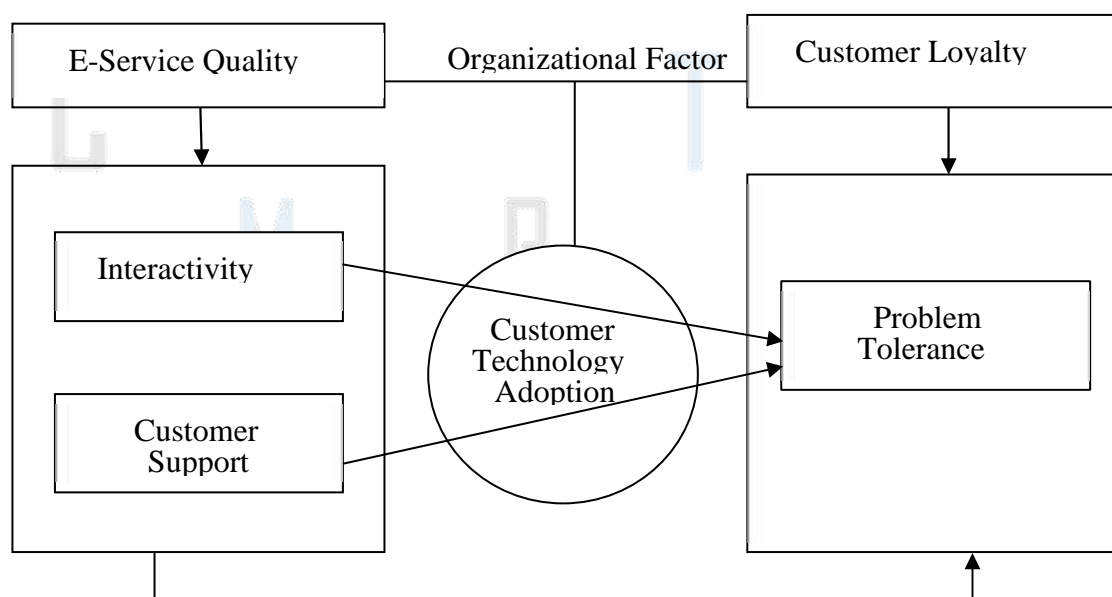 E-Service Quality
Organizational Factor
Customer Loyalty
Interactivity
Customer
Support
Customer
Technology
Adoption
Problem
Tolerance